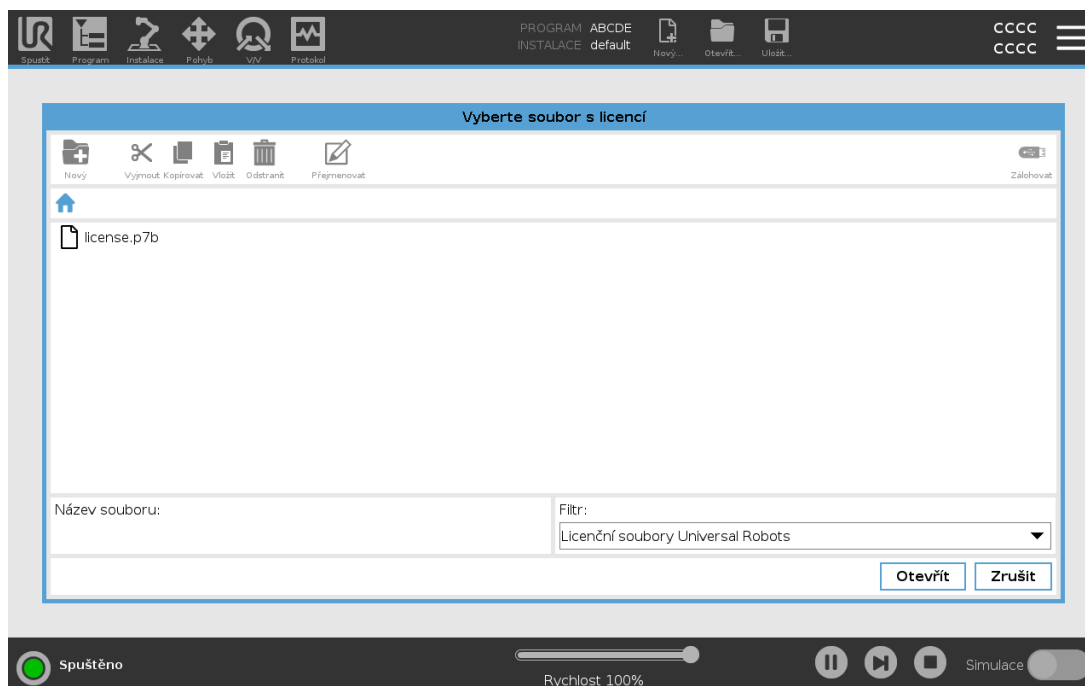 UR
PROGRAM ABCDE
INSTALACE default
CCCC
CCCC
Spustit Program Instalace Pohyb V/V Protokol Nový... Otevřít... Uložit...
Vyberte soubor s licencí
Nový Vyjmout Kopírovat Vložit Odstranit Přejmenovat Zálohovat
license.p7b
Název souboru: Filtr:
Licenční soubory Universal Robots
Otevřít Zrušit
Spuštěno
Rychlost 100%
Simulace